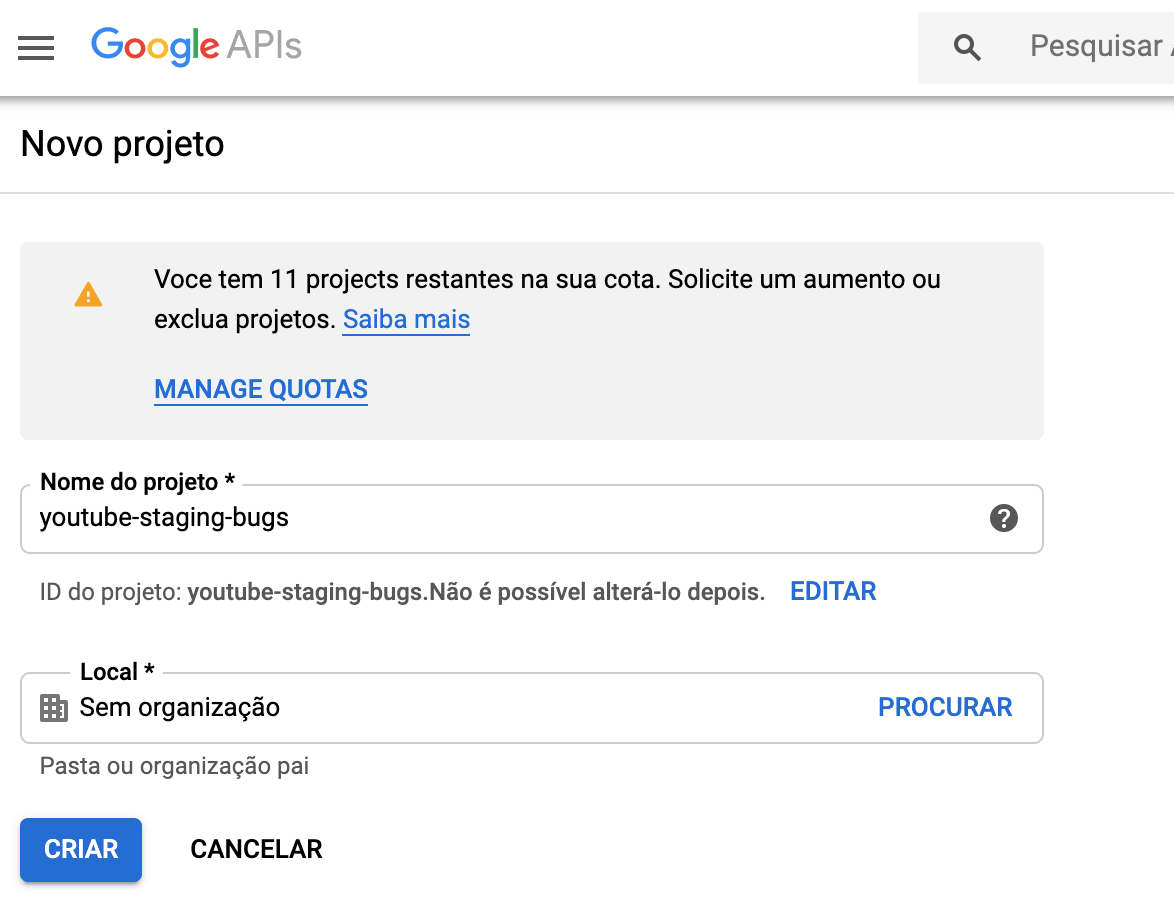 Google APIs
Pesquisar
Novo projeto
Voce tem 11 projects restantes na sua cota. Solicite um aumento ou
exclua projetos. Saiba mais
MANAGE QUOTAS
Nome do projeto *
youtube-staging-bugs
ID do projeto: youtube-staging-bugs.Não é possível alterá-lo depois. EDITAR
Local *
Sem organização PROCURAR
Pasta ou organização pai
CRIAR CANCELAR